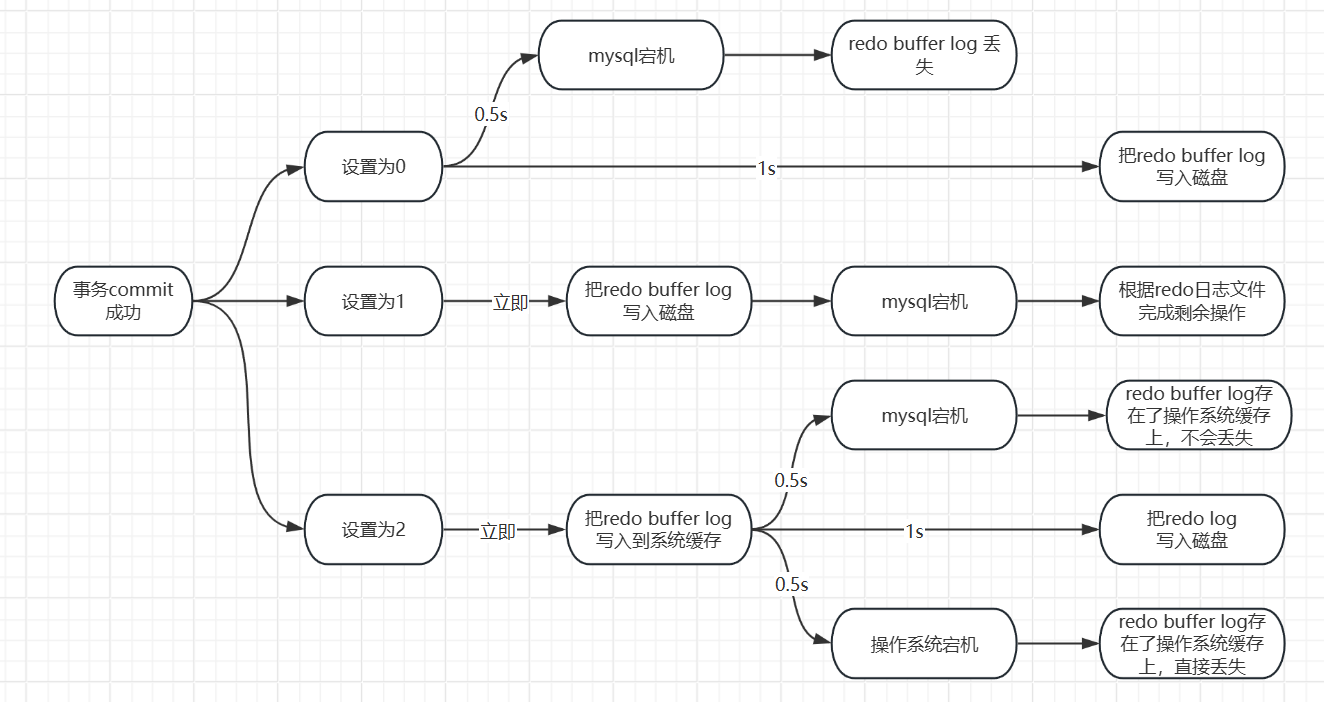 mysql宕机
redo buffer log 丢
失
0.5s
设置为0
1s
把redo buffer log
写入磁盘
事务commit
成功
设置为1
立即
把redo buffer log
写入磁盘
mysql宕机
根据redo日志文件
完成剩余操作
mysql宕机
redo buffer log存
在了操作系统缓存
上，不会丢失
0.5s
设置为2
立即
把redo buffer log
写入到系统缓存
1s
把redo log
写入磁盘
0.5s
操作系统宕机
redo buffer log存
在了操作系统缓存
上，直接丢失